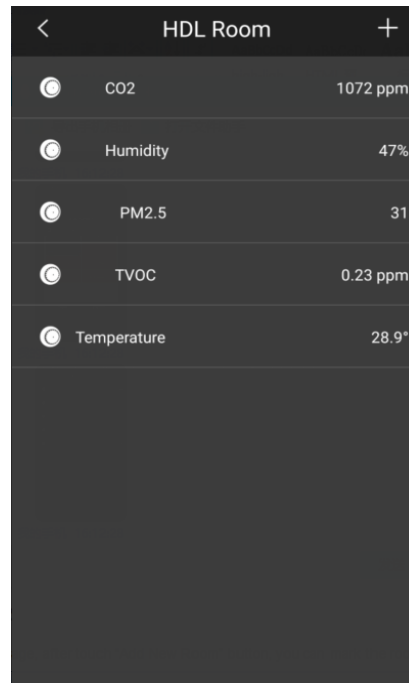 HDL Room
CO2 1072 ppm
Humidity 47%
PM2.5 31
TVOC 0.23 ppm
Temperature 28.9°